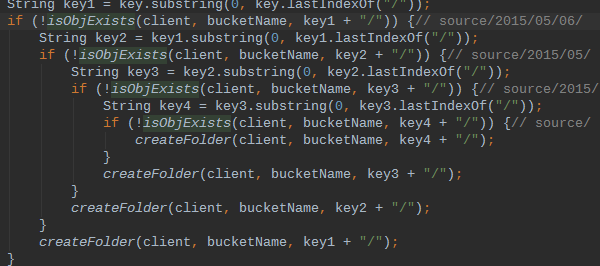 String key1 = key.substring(0, key.lastIndexOf("/"));
if (!isObjExists(client, bucketName, key1 + "/")) {// source/2015/05/06/
String key2 = key1.substring(0, key1.lastIndexOf("/"));
if (!isObjExists(client, bucketName, key2 + "/")) {// source/2015/05/
String key3 = key2.substring(0, key2.lastIndexOf("/"));
if (!isObjExists(client, bucketName, key3 + "/")) {// source/2015/
String key4 = key3.substring(0, key3.lastIndexOf("/"));
if (!isObjExists(client, bucketName, key4 + "/")) {// source/
createFolder(client, bucketName, key4 + "/");
}
createFolder(client, bucketName, key3 + "/");
}
createFolder(client, bucketName, key2 + "/");
}
createFolder(client, bucketName, key1 + "/");
}